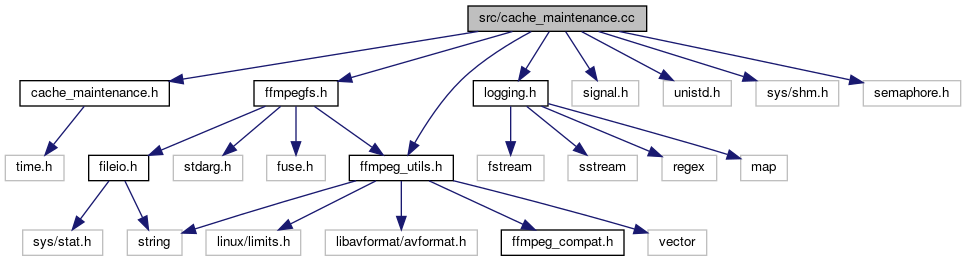 src/cache_maintenance.cc
cache_maintenance.h
ffmpegfs.h
logging.h
signal.h
unistd.h
sys/shm.h
semaphore.h
time.h
fileio.h
stdarg.h
fuse.h
ffmpeg_utils.h
fstream
sstream
regex
map
sys/stat.h
string
linux/limits.h
libavformat/avformat.h
ffmpeg_compat.h
vector